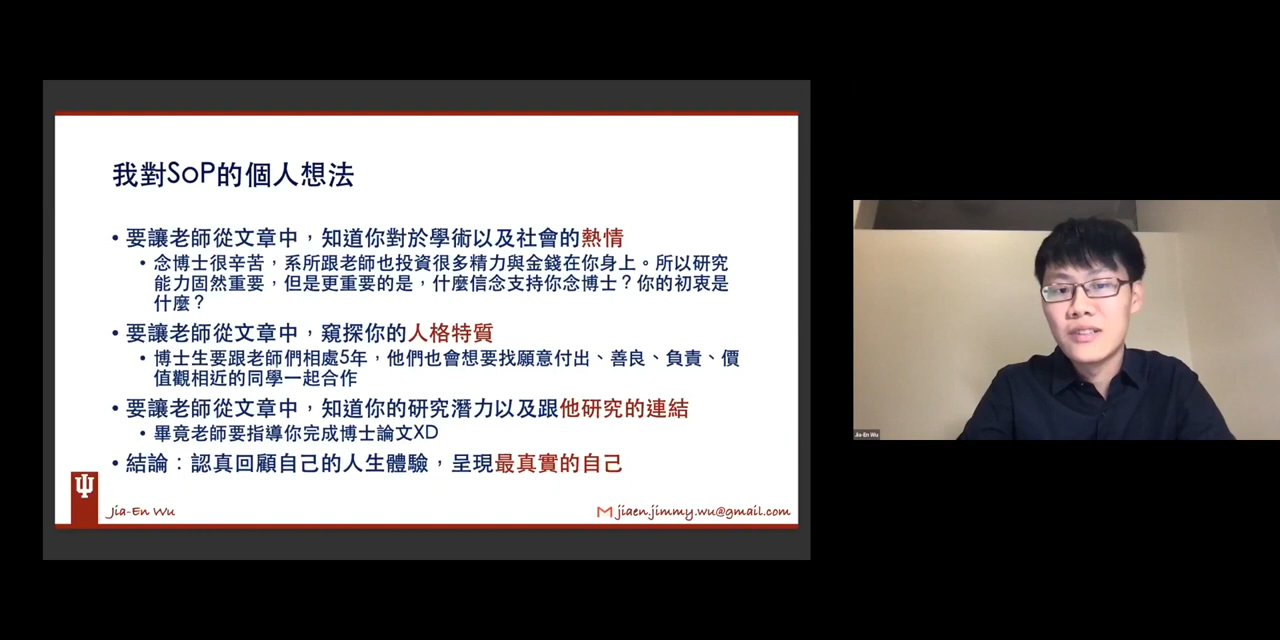 我對SoP的個人想法
• 要讓老師從文章中，知道你對於學術以及社會的熱情
• 念博士很辛苦，系所跟老師也投資很多精力與金錢在你身上。所以研究
能力固然重要，但是更重要的是，什麼信念支持你念博士？你的初衷是
什麼？
• 要讓老師從文章中，窺探你的人格特質
• 博士生要跟老師們相處5年，他們也會想要找願意付出、善良、負責、價
值觀相近的同學一起合作
• 要讓老師從文章中，知道你的研究潛力以及跟他研究的連結
• 畢竟老師要指導你完成博士論文XD
• 結論：認真回顧自己的人生體驗，呈現最真實的自己
Jia-En Wu
jiaen.jimmy.wu@gmail.com
Jia-En Wu